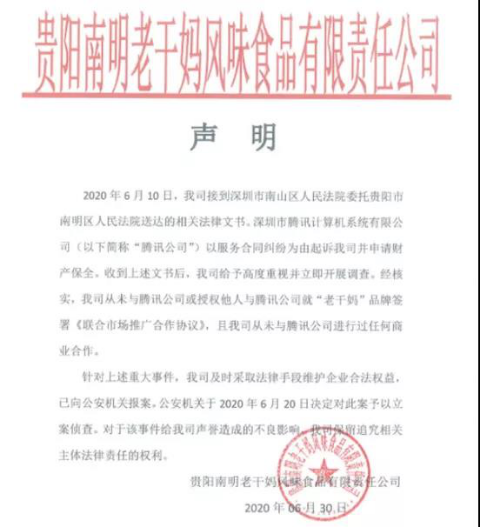 贵阳南明老干妈风味食品有限责任公司
声 明
2020 年 6 月 10 日，我司接到深圳市南山区人民法院委托贵阳市
南明区人民法院送达的相关法律文书。深圳市腾讯计算机系统有限公
司（以下简称“腾讯公司”）以服务合同纠纷为由起诉我司并申请财
产保全。收到上述文书后，我司给予高度重视并立即开展调查。经核
实，我司从未与腾讯公司或授权他人与腾讯公司就“老干妈”品牌签
署《联合市场推广合作协议》，且我司从未与腾讯公司进行过任何商
业合作。
针对上述重大事件，我司及时采取法律手段维护企业合法权益，
已向公安机关报案。公安机关于 2020 年 6 月 20 日决定对此案予以立
案侦查。对于该事件给我司声誉造成的不良影响，我司保留追究相关
主体法律责任的权利。
贵阳南明老干妈风味食品有限责任公司
2020 年 06 月 30 日